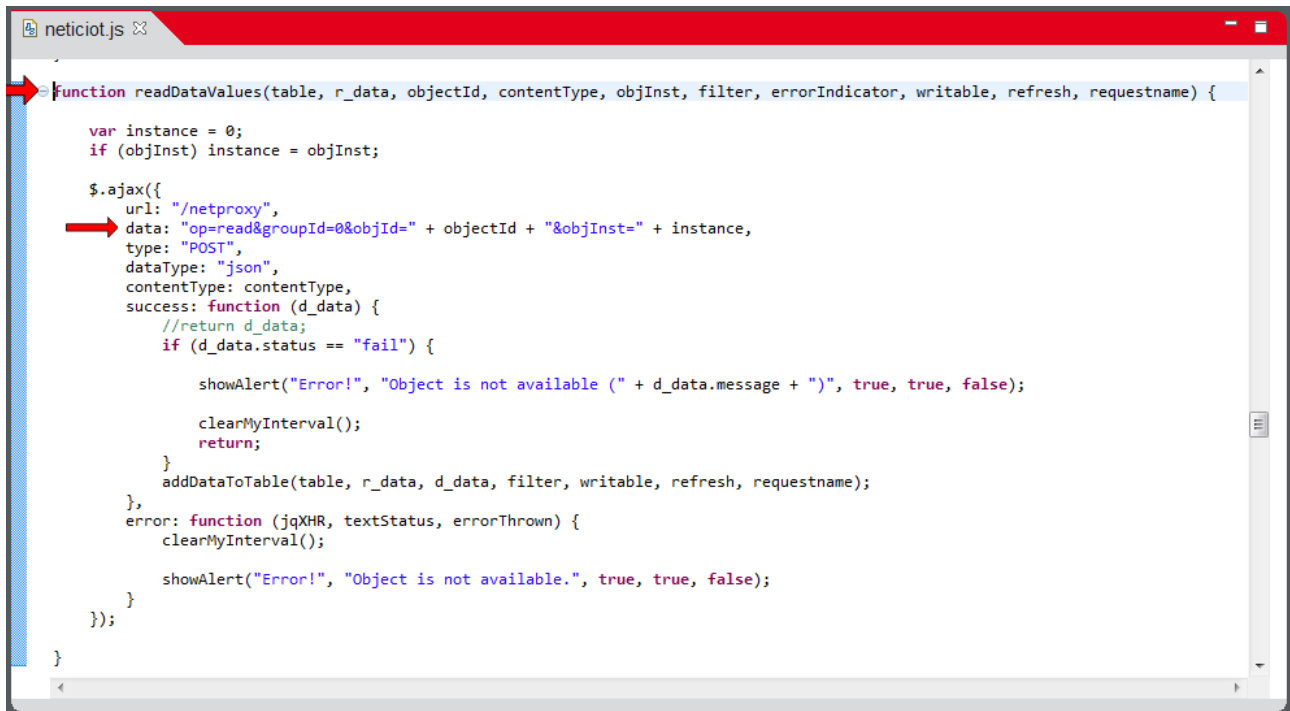 neticiot.js
function readDataValues(table, r_data, objectId, contentType, objInst, filter, errorIndicator, writable, refresh, requestname) {
var instance = 0;
if (objInst) instance = objInst;
$.ajax({
url: "/netproxy",
data: "op=read&groupId=0&objId=" + objectId + "&objInst=" + instance,
type: "POST",
dataType: "json",
contentType: contentType,
success: function (d_data) {
//return d_data;
if (d_data.status == "fail") {
showAlert("Error!", "Object is not available (" + d_data.message + ")", true, true, false);
clearMyInterval();
return;
}
addDataToTable(table, r_data, d_data, filter, writable, refresh, requestname);
},
error: function (jqXHR, textStatus, errorThrown) {
clearMyInterval();
showAlert("Error!", "Object is not available.", true, true, false);
}
});
}